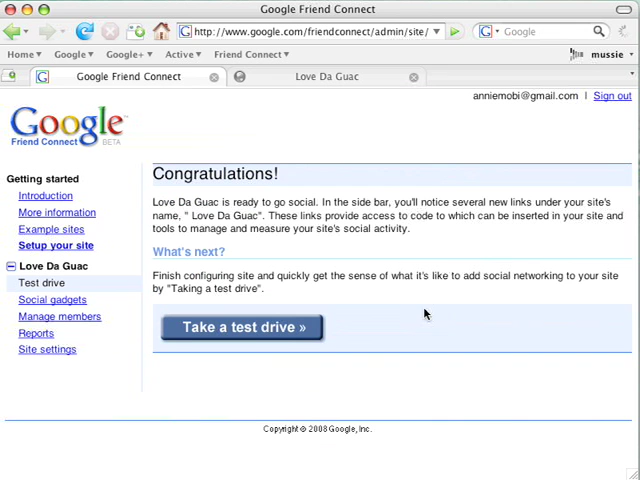 Google Friend Connect
http://www.google.com/friendconnect/admin/site/
Google
Home Google Google+ Active Friend Connect mussie
Google Friend Connect Love Da Guac
anniemobi@gmail.com | Sign out
Google
Friend Connect BETA
Getting started
Introduction
More information
Example sites
Setup your site
Love Da Guac
Test drive
Social gadgets
Manage members
Reports
Site settings
Congratulations!
Love Da Guac is ready to go social. In the side bar, you'll notice several new links under your site's
name, " Love Da Guac". These links provide access to code to which can be inserted in your site and
tools to manage and measure your site's social activity.
What's next?
Finish configuring site and quickly get the sense of what it's like to add social networking to your site
by "Taking a test drive".
Take a test drive »
Copyright © 2008 Google, Inc.